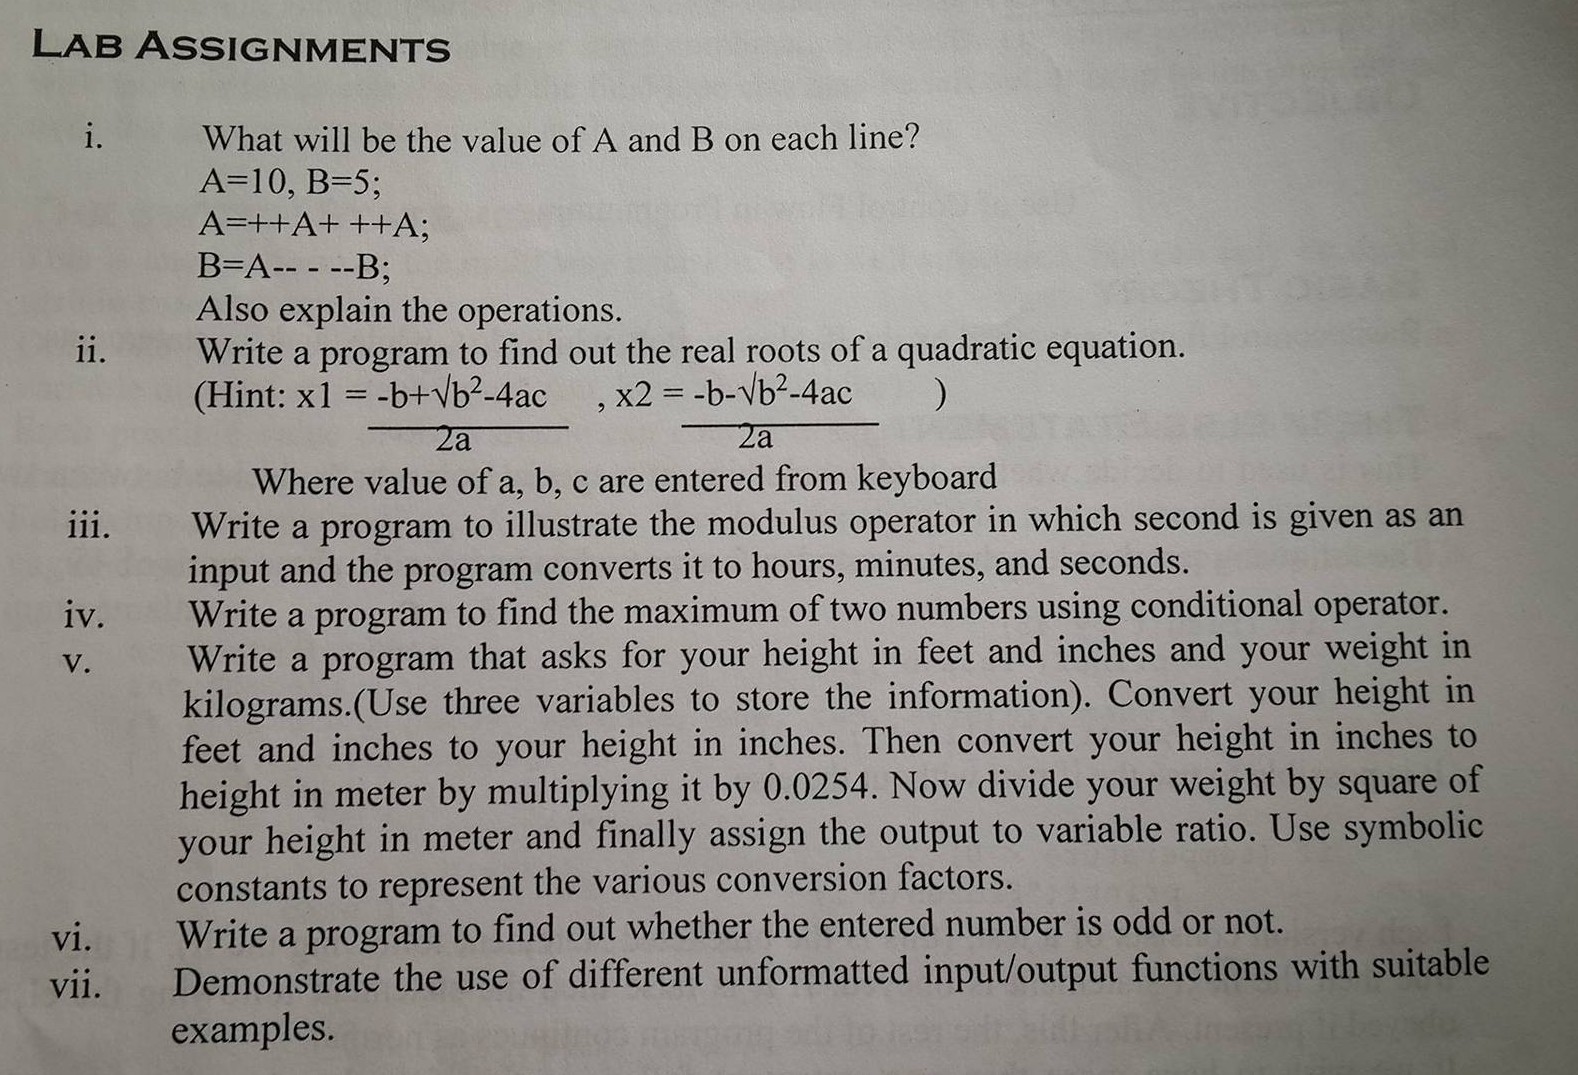 LAB ASSIGNMENTS
i. What will be the value of A and B on each line?
A=10, B=5;
A=++A+ ++A;
B=A-- - --B;
Also explain the operations.
ii. Write a program to find out the real roots of a quadratic equation.
(Hint: x1 = -b+√b²-4ac , x2 = -b-√b²-4ac )
2a 2a
Where value of a, b, c are entered from keyboard
iii. Write a program to illustrate the modulus operator in which second is given as an
input and the program converts it to hours, minutes, and seconds.
iv. Write a program to find the maximum of two numbers using conditional operator.
v. Write a program that asks for your height in feet and inches and your weight in
kilograms.(Use three variables to store the information). Convert your height in
feet and inches to your height in inches. Then convert your height in inches to
height in meter by multiplying it by 0.0254. Now divide your weight by square of
your height in meter and finally assign the output to variable ratio. Use symbolic
constants to represent the various conversion factors.
vi. Write a program to find out whether the entered number is odd or not.
vii. Demonstrate the use of different unformatted input/output functions with suitable
examples.